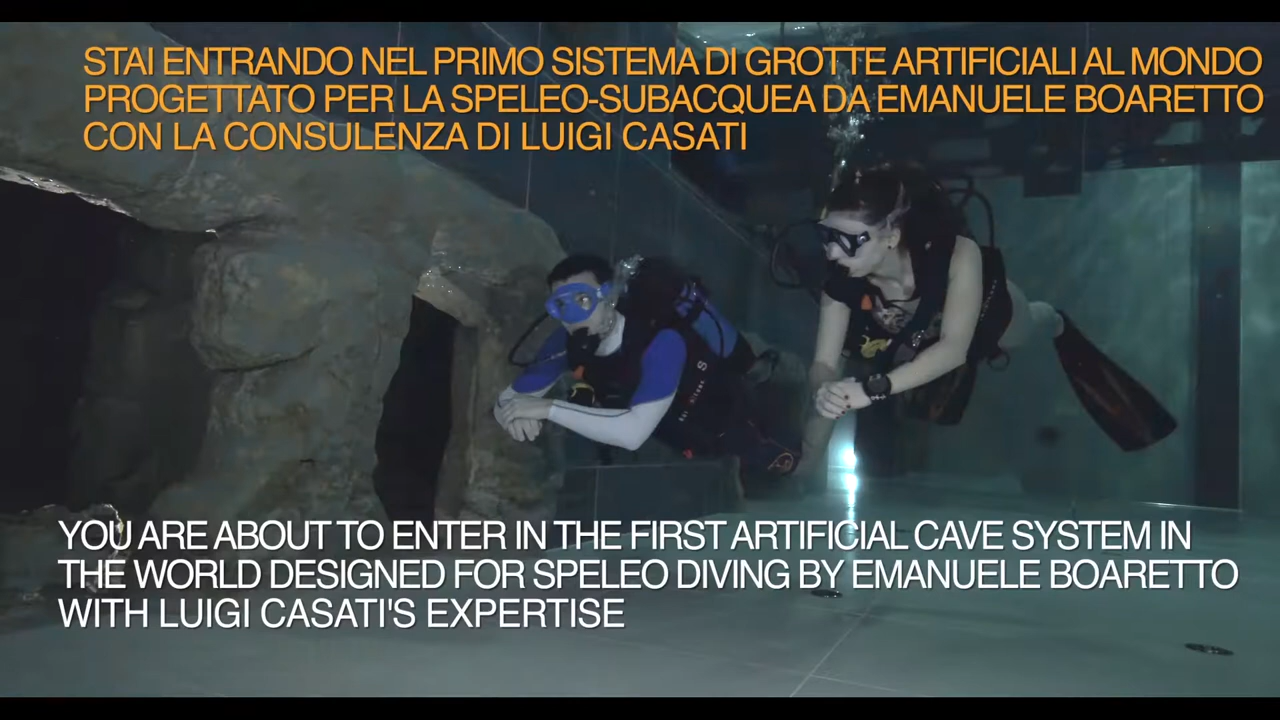 STAI ENTRANDO NEL PRIMO SISTEMA DI GROTTE ARTIFICIALI AL MONDO
PROGETTATO PER LA SPELEO-SUBACQUEA DA EMANUELE BOARETTO
CON LA CONSULENZA DI LUIGI CASATI
YOU ARE ABOUT TO ENTER IN THE FIRST ARTIFICIAL CAVE SYSTEM IN
THE WORLD DESIGNED FOR SPELEO DIVING BY EMANUELE BOARETTO
WITH LUIGI CASATI'S EXPERTISE